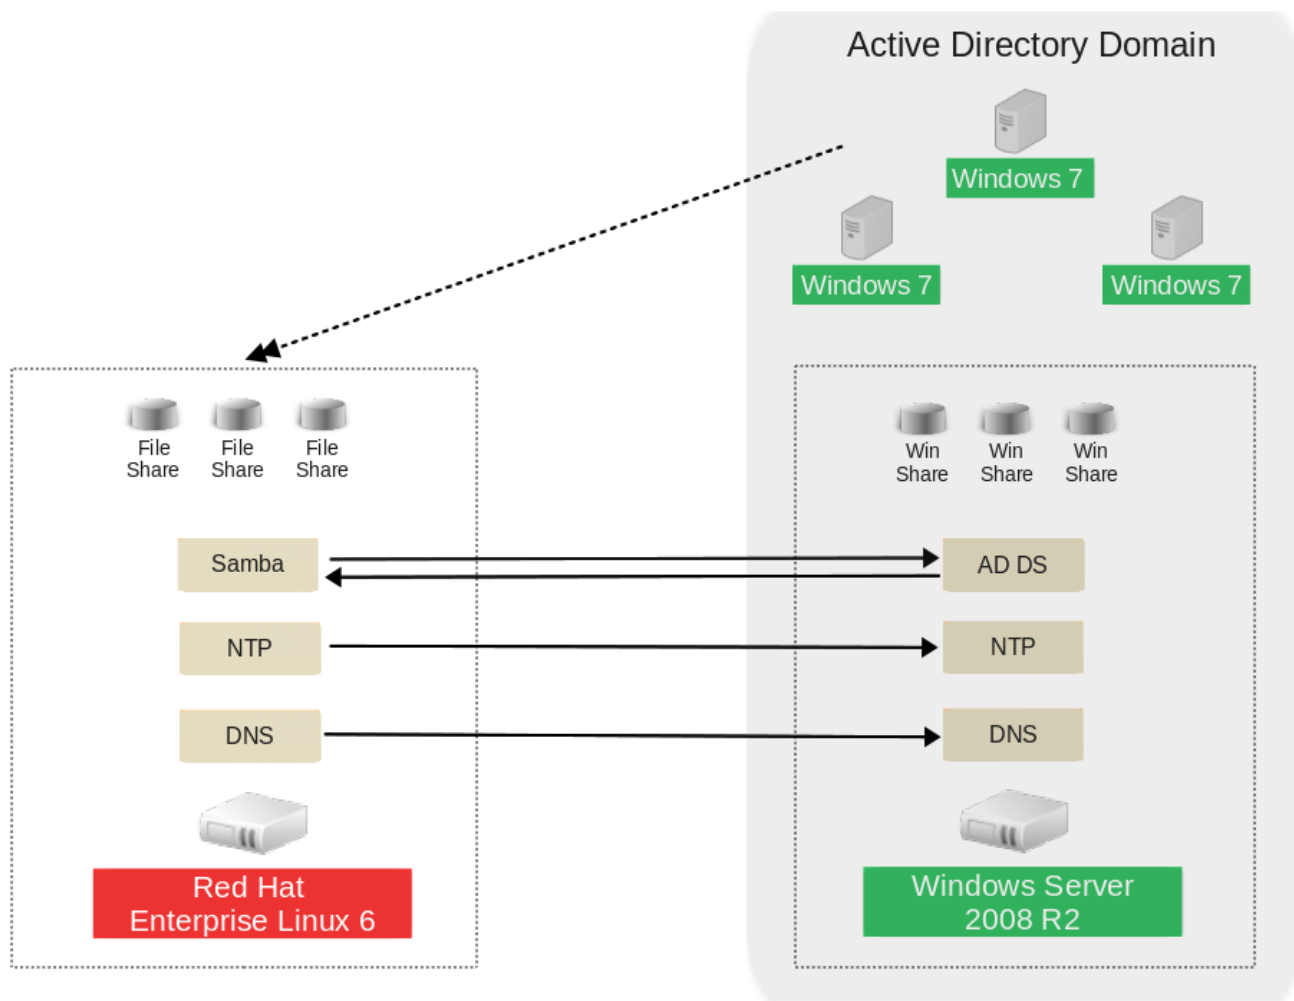 Active Directory Domain
Windows 7
Windows 7
Windows 7
File
Share
File
Share
File
Share
Win
Share
Win
Share
Win
Share
Samba
AD DS
NTP
NTP
DNS
DNS
Red Hat
Enterprise Linux 6
Windows Server
2008 R2